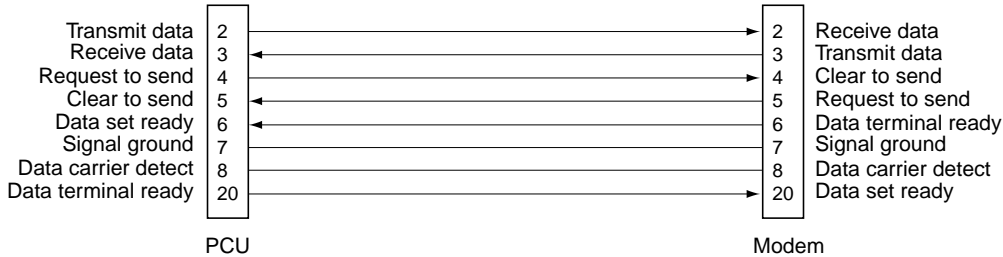 Transmit data 2 2 Receive data
Receive data 3 3 Transmit data
Request to send 4 4 Clear to send
Clear to send 5 5 Request to send
Data set ready 6 6 Data terminal ready
Signal ground 7 7 Signal ground
Data carrier detect 8 8 Data carrier detect
Data terminal ready 20 20 Data set ready
PCU Modem